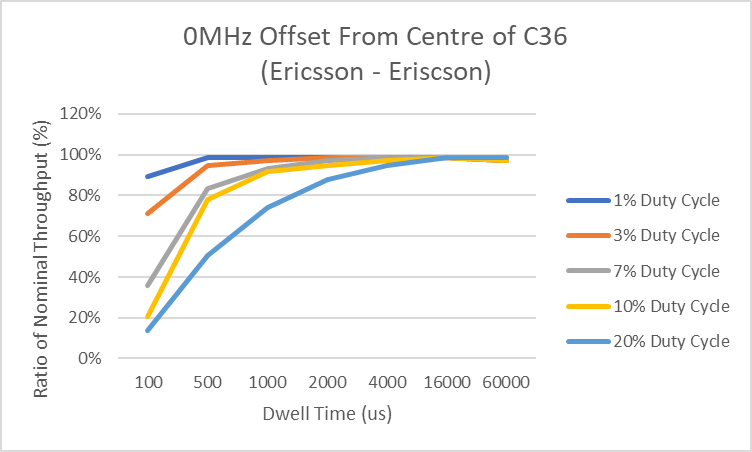 0MHz Offset From Centre of C36
(Ericsson - Eriscson)
Ratio of Nominal Throughput (%)
120%
100%
80%
60%
40%
20%
0%
100 500 1000 2000 4000 16000 60000
Dwell Time (us)
1% Duty Cycle
3% Duty Cycle
7% Duty Cycle
10% Duty Cycle
20% Duty Cycle